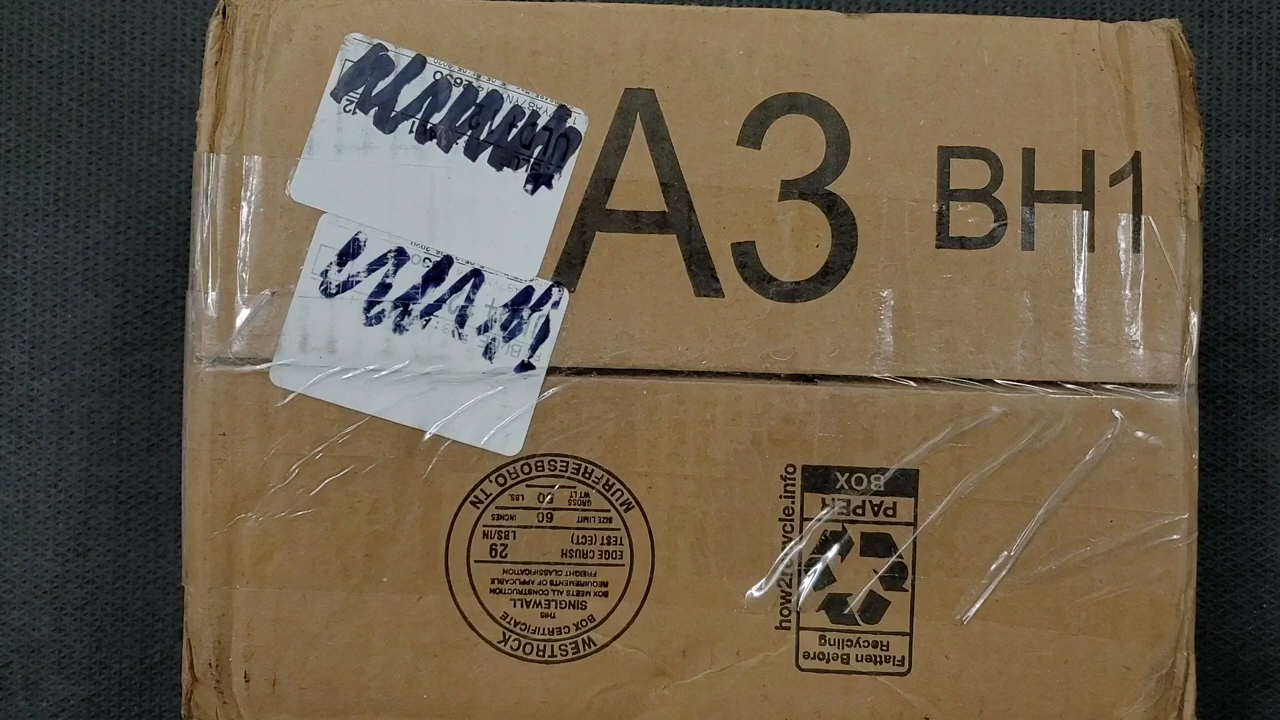 A3 BH1
WESTROCK
BOX CERTIFICATE
THIS
SINGLEWALL
BOX MEETS ALL CONSTRUCTION
REQUIREMENTS OF APPLICABLE
FREIGHT CLASSIFICATION
EDGE CRUSH
TEST (ECT) 29 LBS/IN
SIZE LIMIT 60 INCHES
GROSS WT LT 50 LBS.
MURFREESBORO, TN
Flatten Before
Recycling
PAPER
BOX
how2recycle.info